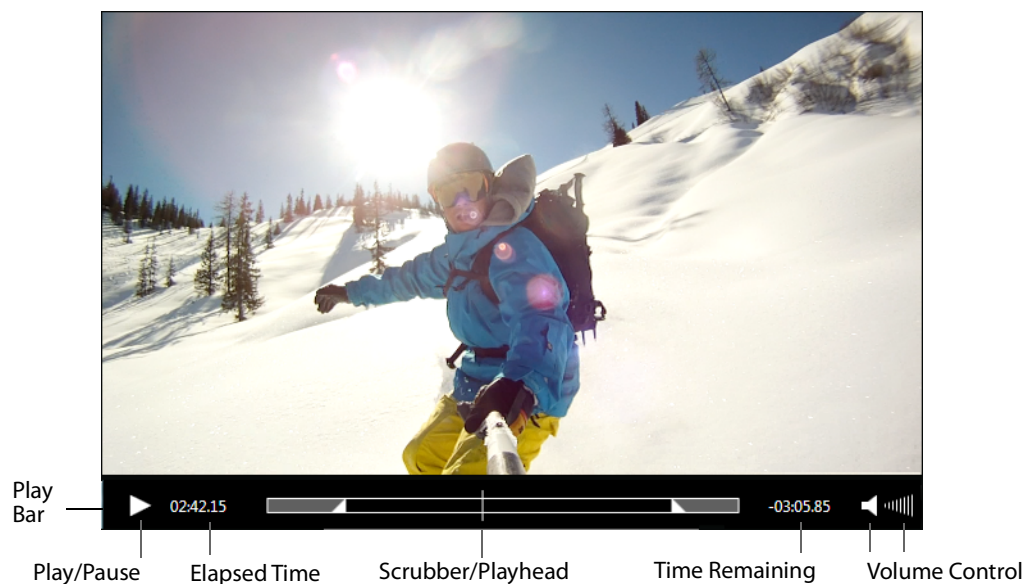 Play
Bar
02:42.15
-03:05.85
Play/Pause
Elapsed Time
Scrubber/Playhead
Time Remaining
Volume Control